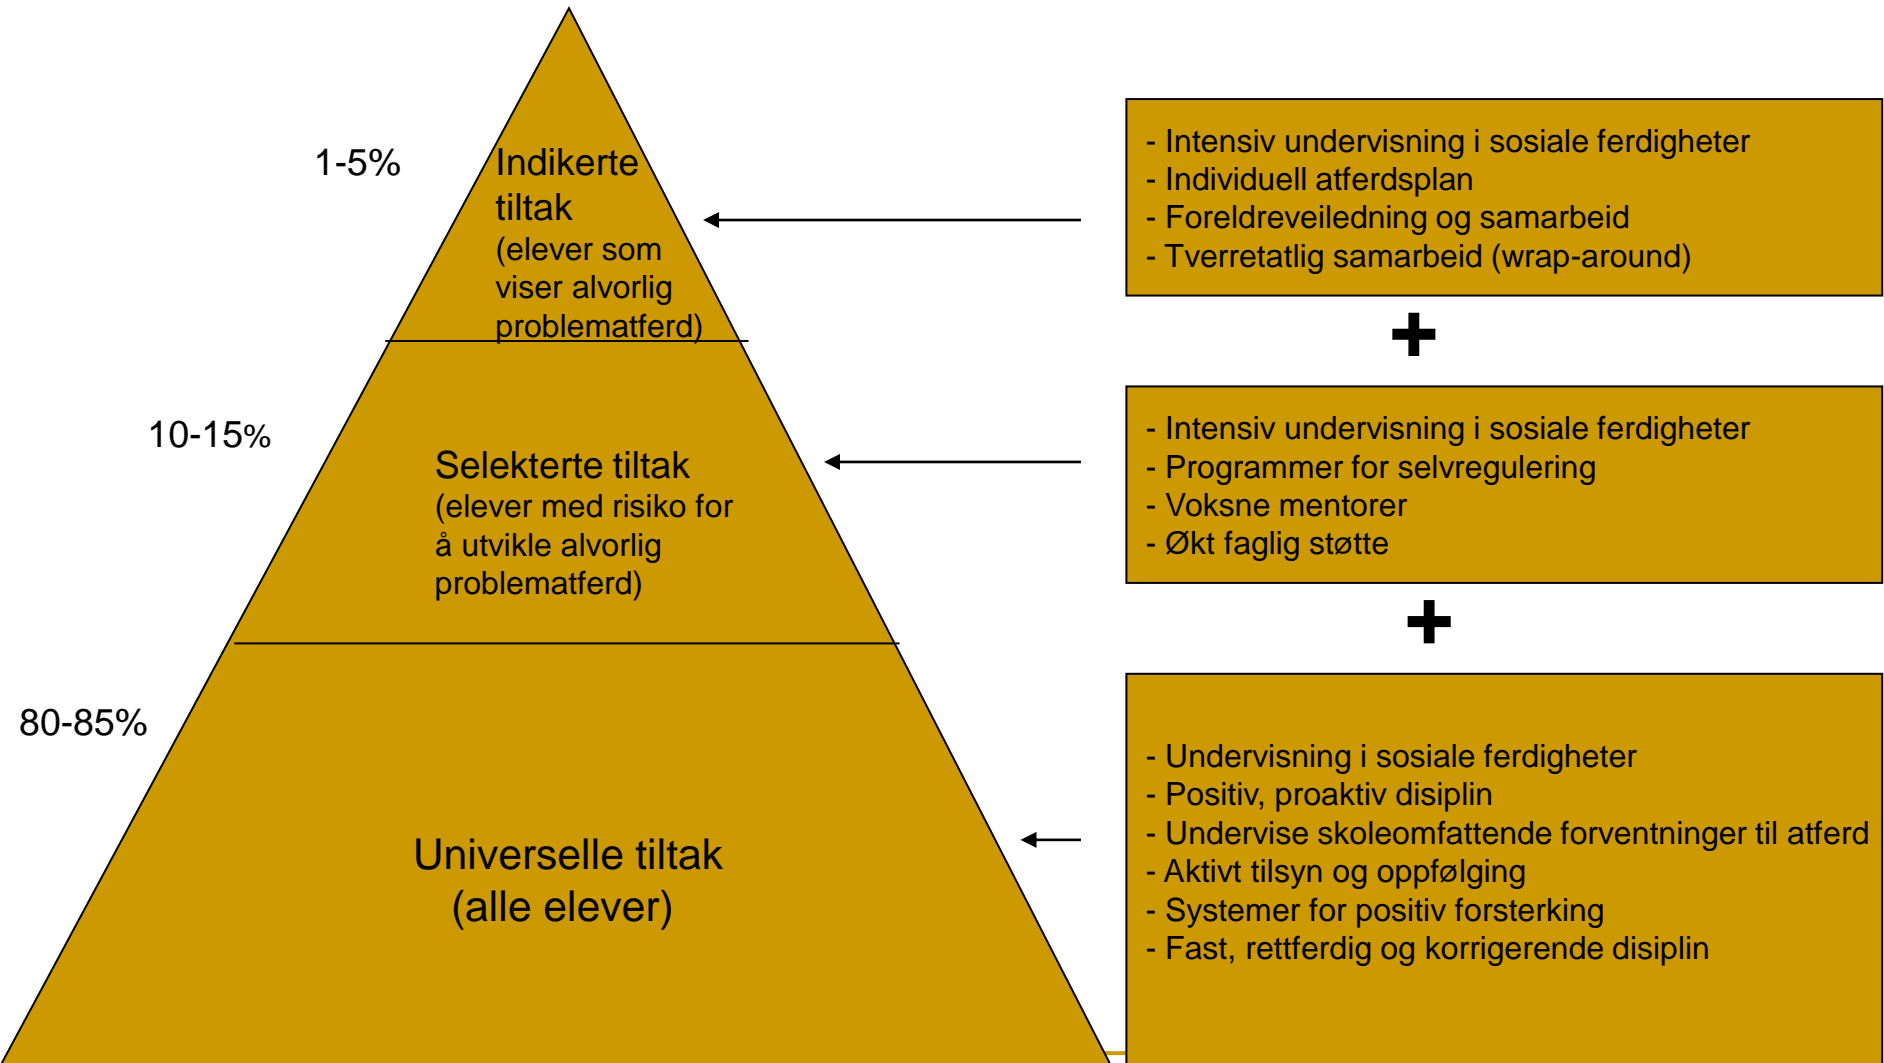 1-5%
Indikerte
tiltak
(elever som
viser alvorlig
problematferd)
- Intensiv undervisning i sosiale ferdigheter
- Individuell atferdsplan
- Foreldreveiledning og samarbeid
- Tverretatlig samarbeid (wrap-around)
+
10-15%
Selekterte tiltak
(elever med risiko for
å utvikle alvorlig
problematferd)
- Intensiv undervisning i sosiale ferdigheter
- Programmer for selvregulering
- Voksne mentorer
- Økt faglig støtte
+
80-85%
Universelle tiltak
(alle elever)
- Undervisning i sosiale ferdigheter
- Positiv, proaktiv disiplin
- Undervise skoleomfattende forventninger til atferd
- Aktivt tilsyn og oppfølging
- Systemer for positiv forsterking
- Fast, rettferdig og korrigerende disiplin